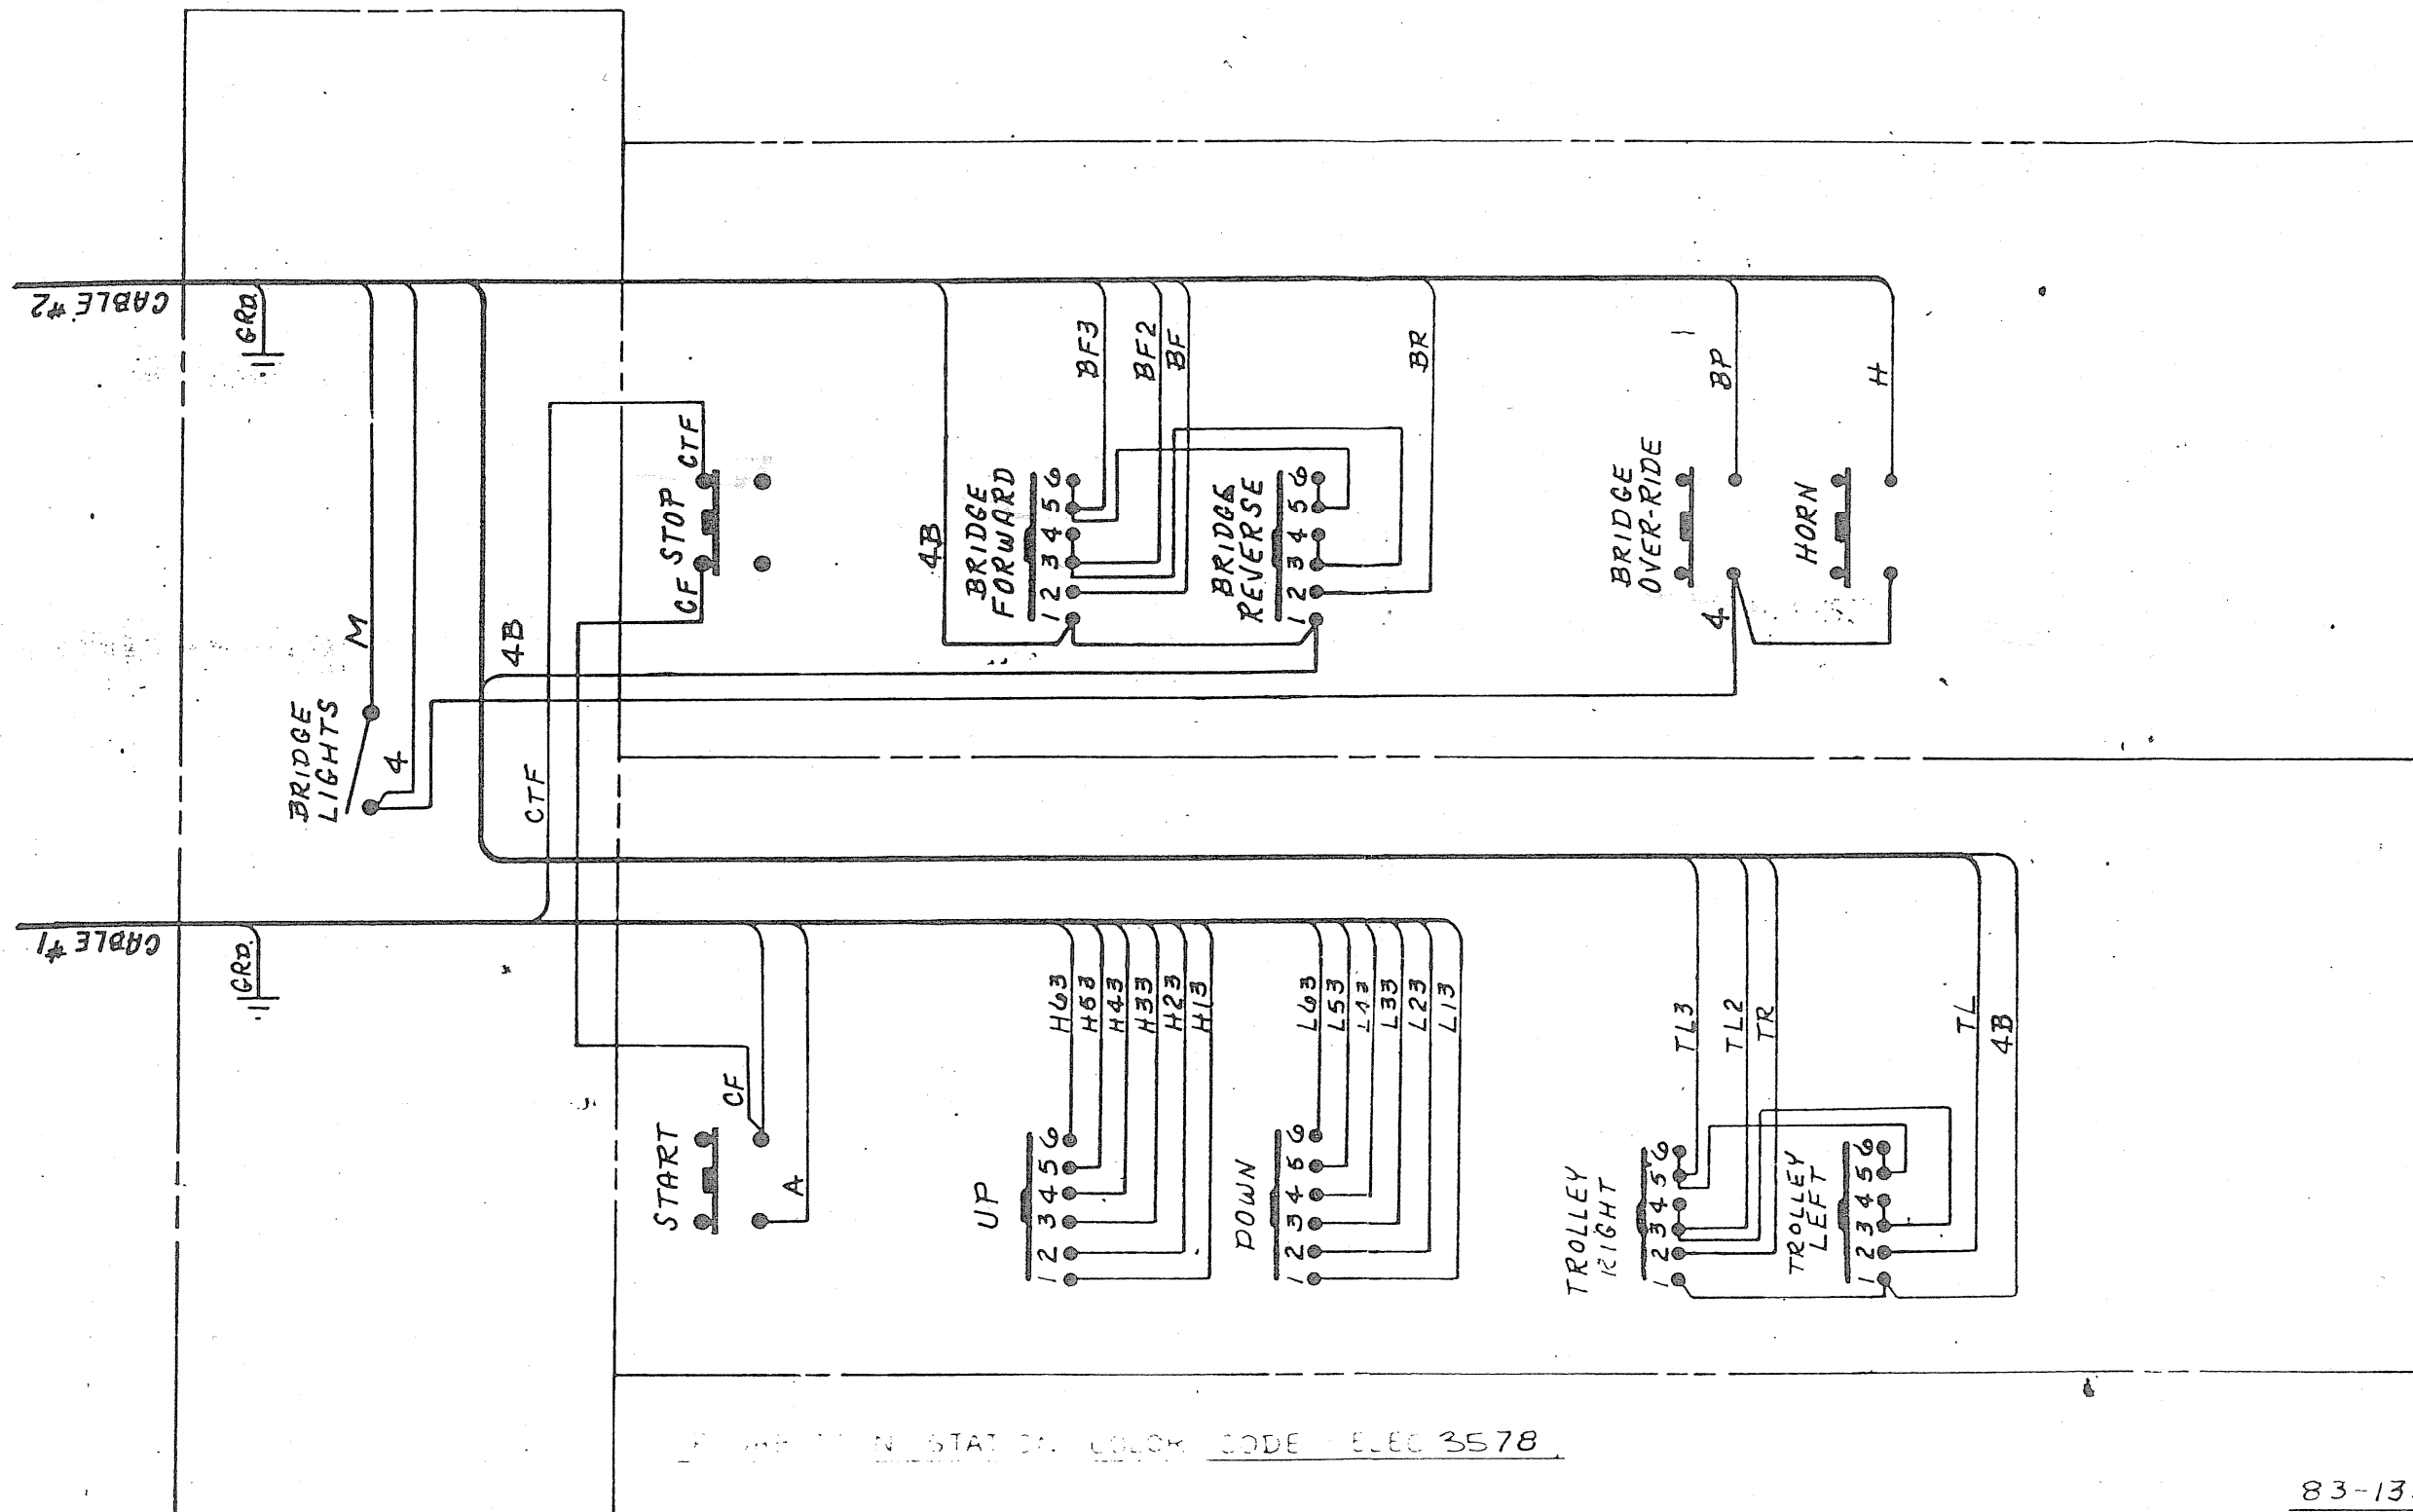 CABLE #2
GRD.
M
BRIDGE
LIGHTS
4
4B
CTF
CF
STOP
CTF
4B
BRIDGE
FORWARD
1 2 3 4 5 6
BF3
BF2
BF
BRIDGE
REVERSE
1 2 3 4 5 6
BR
BRIDGE
OVER-RIDE
4
BP
HORN
H
CABLE #1
GRD.
START
CF
A
UP
1 2 3 4 5 6
H63
H53
H43
H33
H23
H13
DOWN
1 2 3 4 5 6
L63
L53
L43
L33
L23
L13
TROLLEY
RIGHT
1 2 3 4 5 6
TL3
TL2
TR
TROLLEY
LEFT
1 2 3 4 5 6
TL
4B
STATION COLOR CODE ELEC 3578
83-13